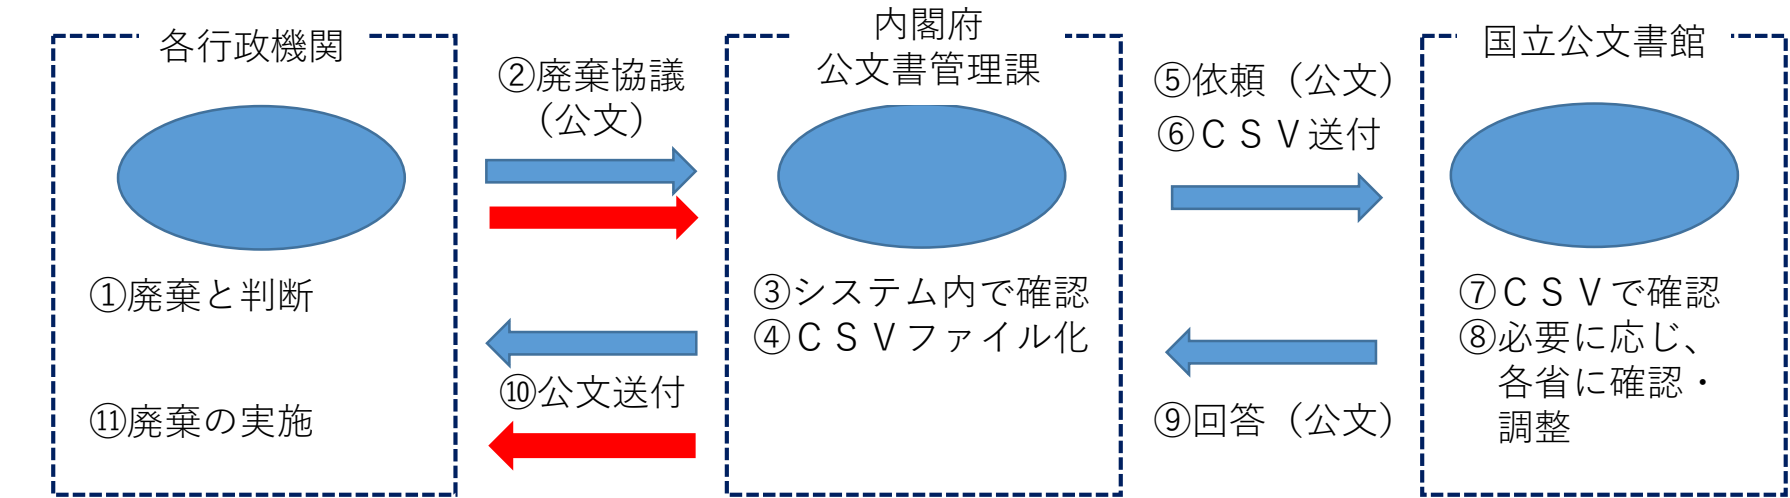 各行政機関
①廃棄と判断
⑪廃棄の実施
②廃棄協議
（公文）
⑩公文送付
内閣府
公文書管理課
③システム内で確認
④ＣＳＶファイル化
⑤依頼（公文）
⑥ＣＳＶ送付
⑨回答（公文）
国立公文書館
⑦ＣＳＶで確認
⑧必要に応じ、
各省に確認・
調整